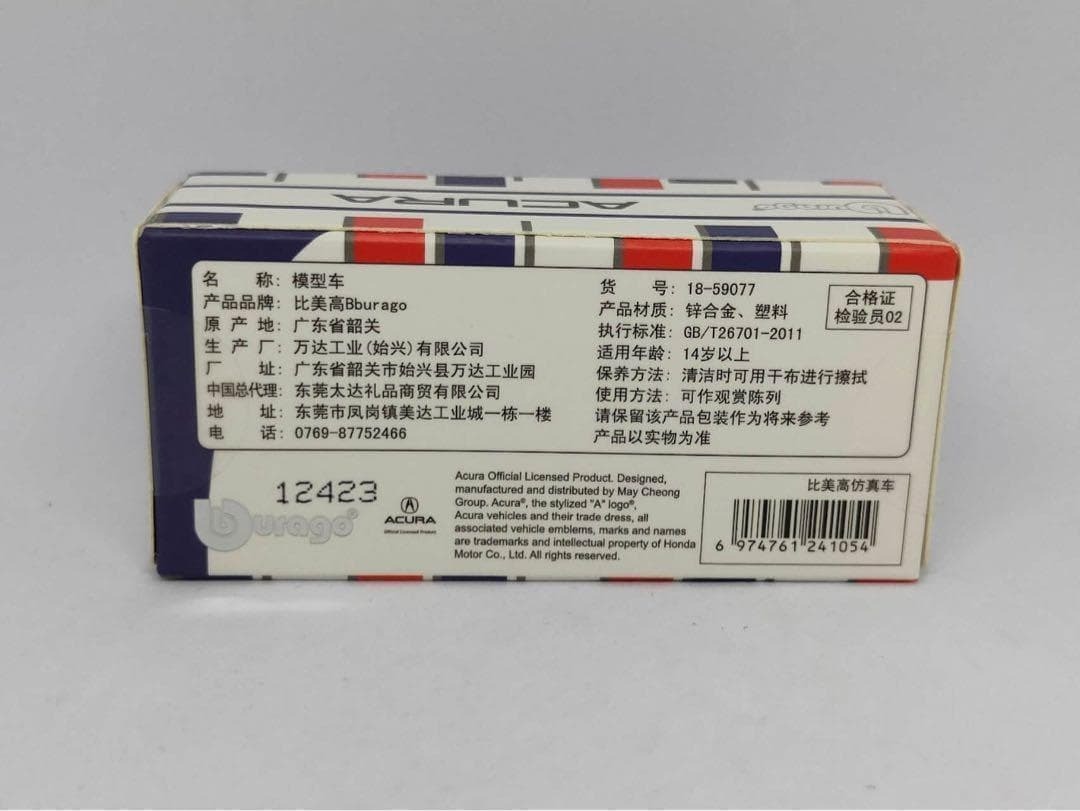 ACURA
Bburago
名 称: 模型车
产品品牌: 比美高Bburago
原 产 地: 广东省韶关
生 产 厂: 万达工业(始兴)有限公司
厂 址: 广东省韶关市始兴县万达工业园
中国总代理: 东莞太达礼品商贸有限公司
地 址: 东莞市凤岗镇美达工业城一栋一楼
电 话: 0769-87752466
货 号: 18-59077
产品材质: 锌合金、塑料
执行标准: GB/T26701-2011
适用年龄: 14岁以上
保养方法: 清洁时可用干布进行擦拭
使用方法: 可作观赏陈列
请保留该产品包装作为将来参考
产品以实物为准
合格证
检验员02
12423
Bburago®
ACURA
Official Licensed Product
Acura Official Licensed Product. Designed,
manufactured and distributed by May Cheong
Group. Acura®, the stylized "A" logo®,
Acura vehicles and their trade dress, all
associated vehicle emblems, marks and names
are trademarks and intellectual property of Honda
Motor Co., Ltd. All rights reserved.
比美高仿真车
6 974761 241054